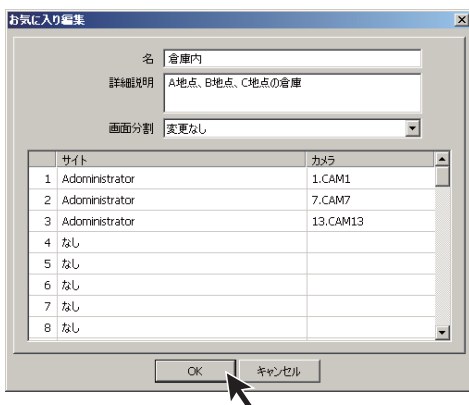 お気に入り編集
名 倉庫内
詳細説明 A地点、B地点、C地点の倉庫
画面分割 変更なし
サイト カメラ
1 Adoministrator 1.CAM1
2 Adoministrator 7.CAM7
3 Adoministrator 13.CAM13
4 なし
5 なし
6 なし
7 なし
8 なし
OK キャンセル